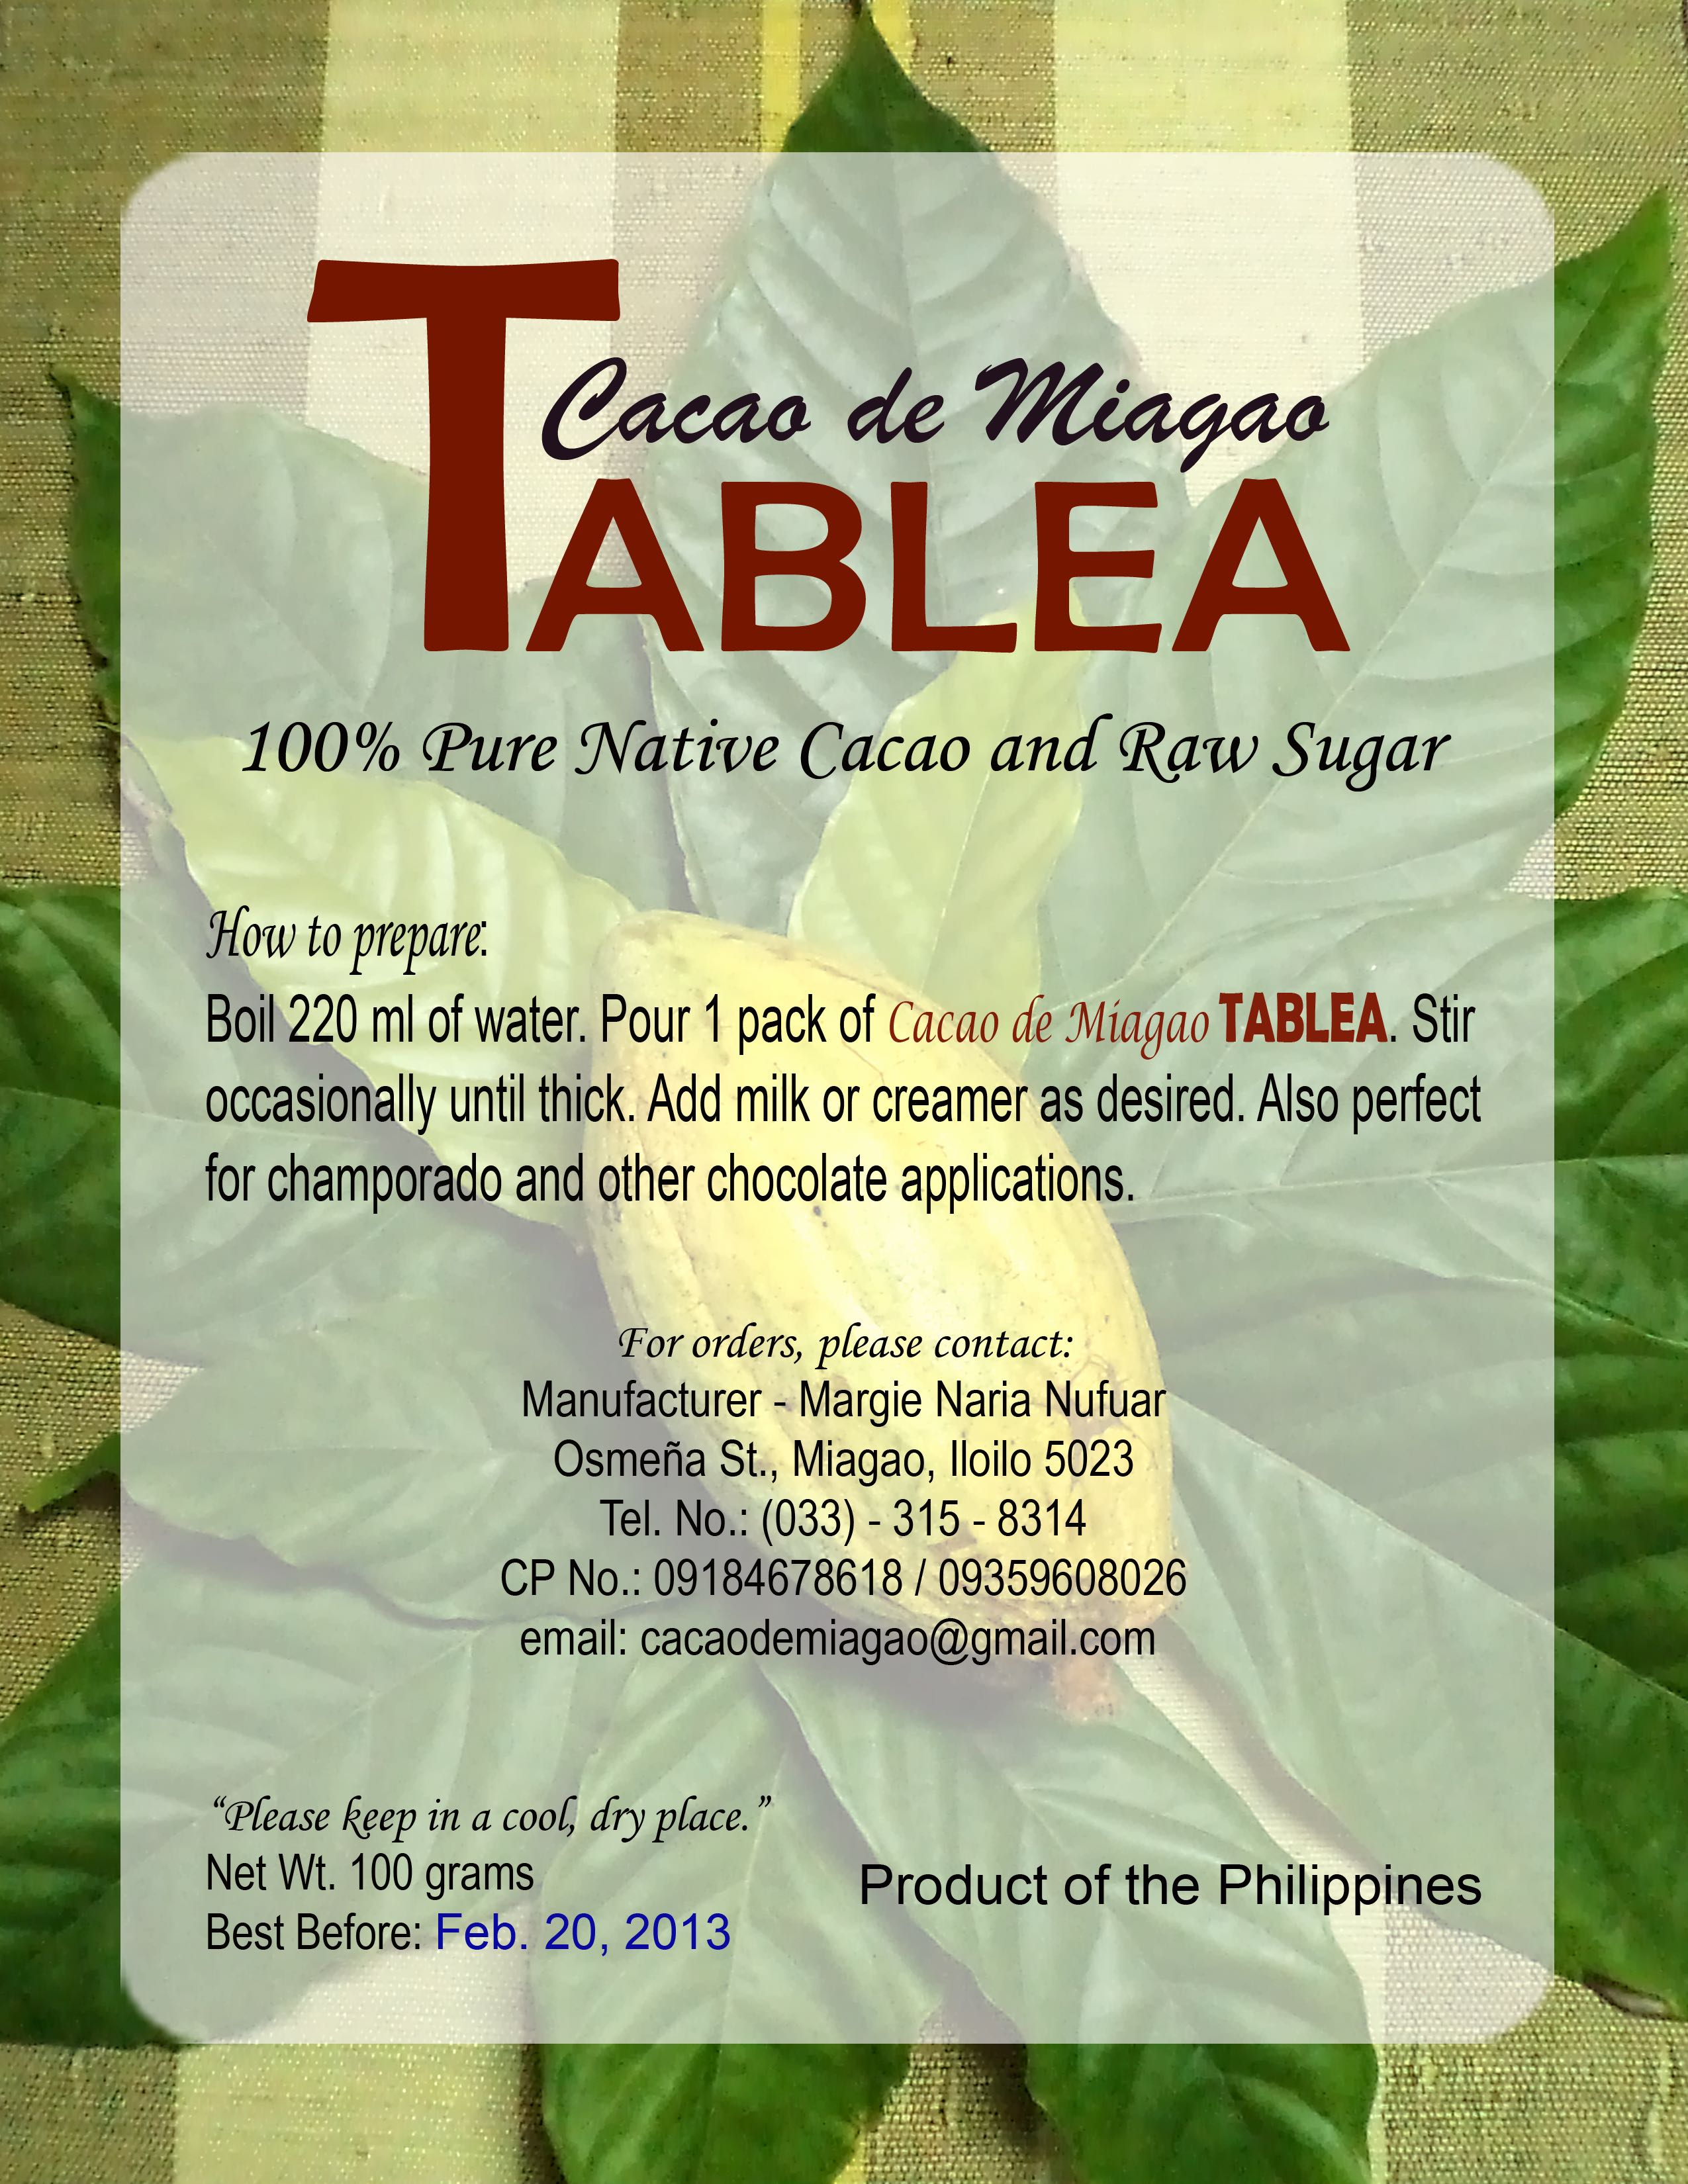 Cacao de Miagao
TABLEA
100% Pure Native Cacao and Raw Sugar
How to prepare:
Boil 220 ml of water. Pour 1 pack of Cacao de Miagao TABLEA. Stir
occasionally until thick. Add milk or creamer as desired. Also perfect
for champorado and other chocolate applications.
For orders, please contact:
Manufacturer - Margie Naria Nufuar
Osmeña St., Miagao, Iloilo 5023
Tel. No.: (033) - 315 - 8314
CP No.: 09184678618 / 09359608026
email: cacaodemiagao@gmail.com
“Please keep in a cool, dry place.”
Net Wt. 100 grams
Best Before: Feb. 20, 2013
Product of the Philippines